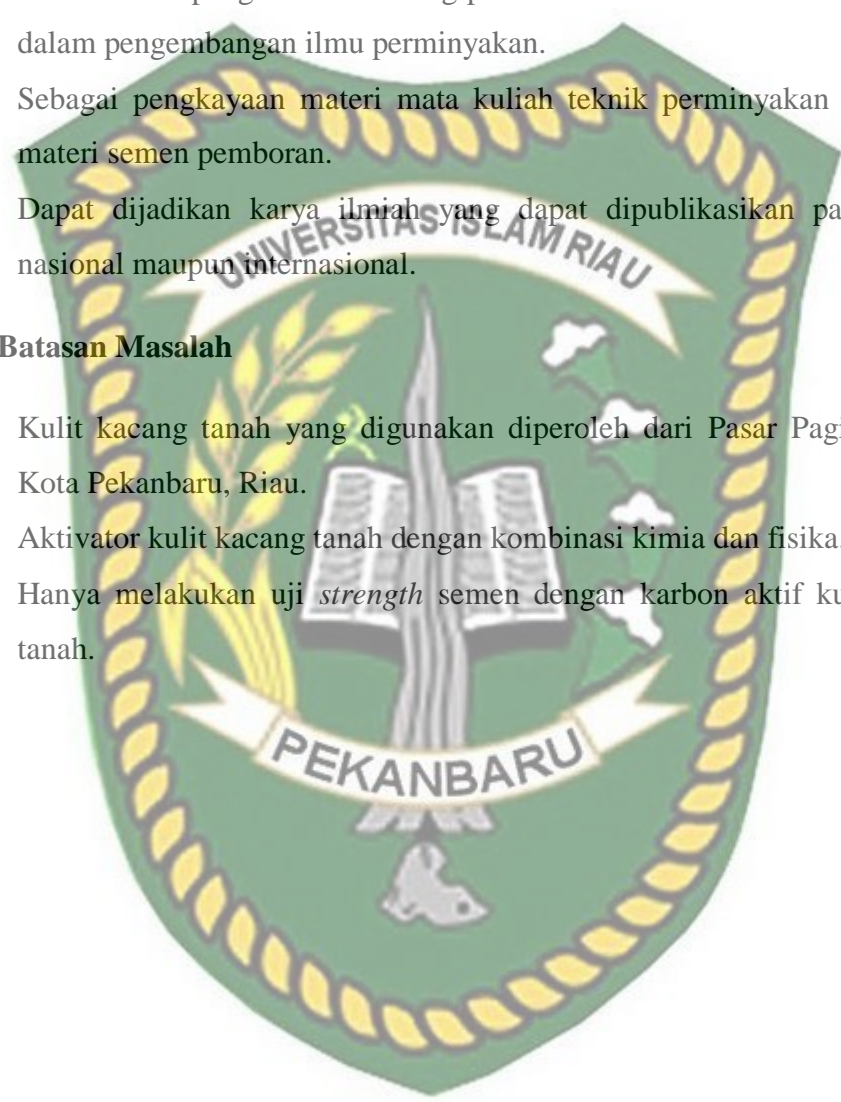 dalam pengembangan ilmu perminyakan.
Sebagai pengkayaan materi mata kuliah teknik perminyakan
materi semen pemboran.
Dapat dijadikan karya ilmiah yang dapat dipublikasikan pa
nasional maupun internasional.
UNIVERSITAS ISLAM RIAU
Batasan Masalah
Kulit kacang tanah yang digunakan diperoleh dari Pasar Pagi
Kota Pekanbaru, Riau.
Aktivator kulit kacang tanah dengan kombinasi kimia dan fisika.
Hanya melakukan uji strength semen dengan karbon aktif ku
tanah.
PEKANBARU